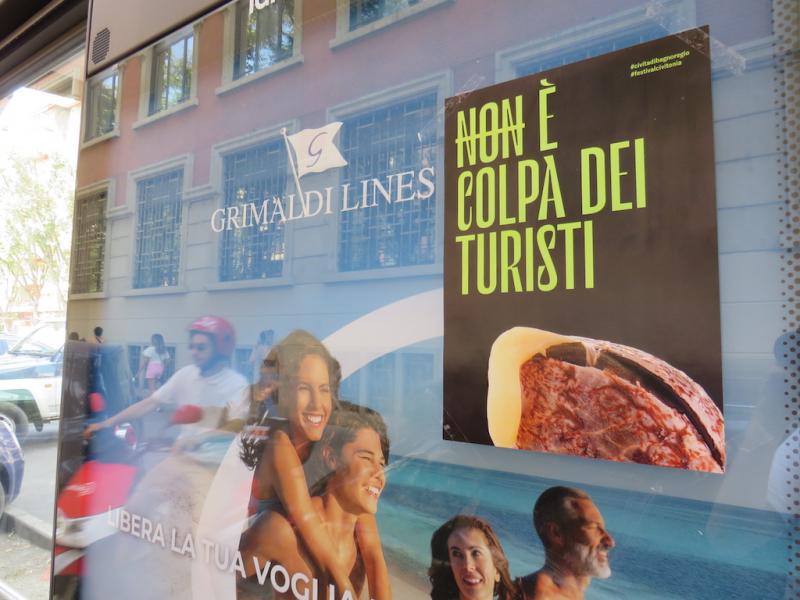 #civitadibagnoregio
#festivalcivitonia
NON È
COLPA DEI
TURISTI
G
GRIMALDI LINES
LIBERA LA TUA VOGLIA